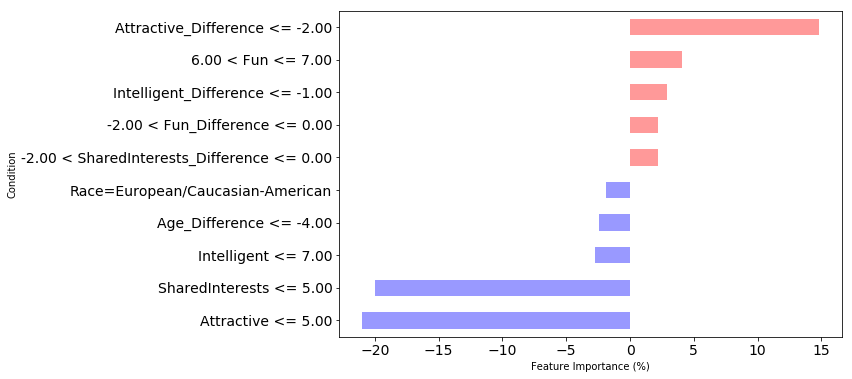 Attractive_Difference <= -2.00
6.00 < Fun <= 7.00
Intelligent_Difference <= -1.00
-2.00 < Fun_Difference <= 0.00
-2.00 < SharedInterests_Difference <= 0.00
Race=European/Caucasian-American
Age_Difference <= -4.00
Intelligent <= 7.00
SharedInterests <= 5.00
Attractive <= 5.00
Condition
−20 −15 −10 −5 0 5 10 15
Feature Importance (%)